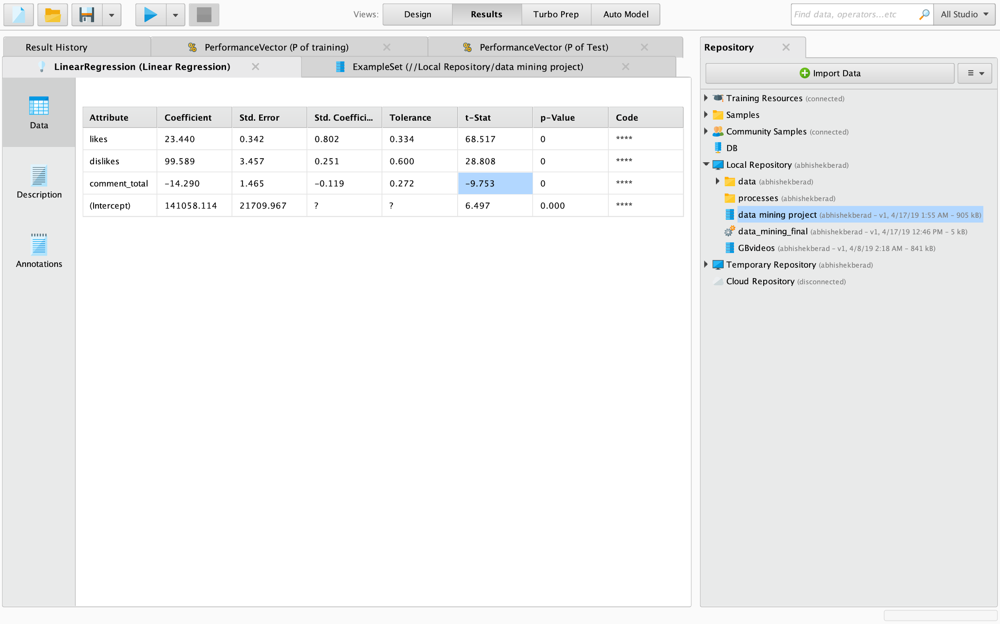 Views: Design Results Turbo Prep Auto Model Find data, operators...etc All Studio
Result History PerformanceVector (P of training) PerformanceVector (P of Test)
LinearRegression (Linear Regression) ExampleSet (//Local Repository/data mining project)
Data
Description
Annotations
Attribute Coefficient Std. Error Std. Coeffici... Tolerance t-Stat p-Value Code
likes 23.440 0.342 0.802 0.334 68.517 0 ****
dislikes 99.589 3.457 0.251 0.600 28.808 0 ****
comment_total -14.290 1.465 -0.119 0.272 -9.753 0 ****
(Intercept) 141058.114 21709.967 ? ? 6.497 0.000 ****
Repository
Import Data
Training Resources (connected)
Samples
Community Samples (connected)
DB
Local Repository (abhishekberad)
data (abhishekberad)
processes (abhishekberad)
data mining project (abhishekberad - v1, 4/17/19 1:55 AM - 905 kB)
data_mining_final (abhishekberad - v1, 4/17/19 12:46 PM - 5 kB)
GBvideos (abhishekberad - v1, 4/8/19 2:18 AM - 841 kB)
Temporary Repository (abhishekberad)
Cloud Repository (disconnected)